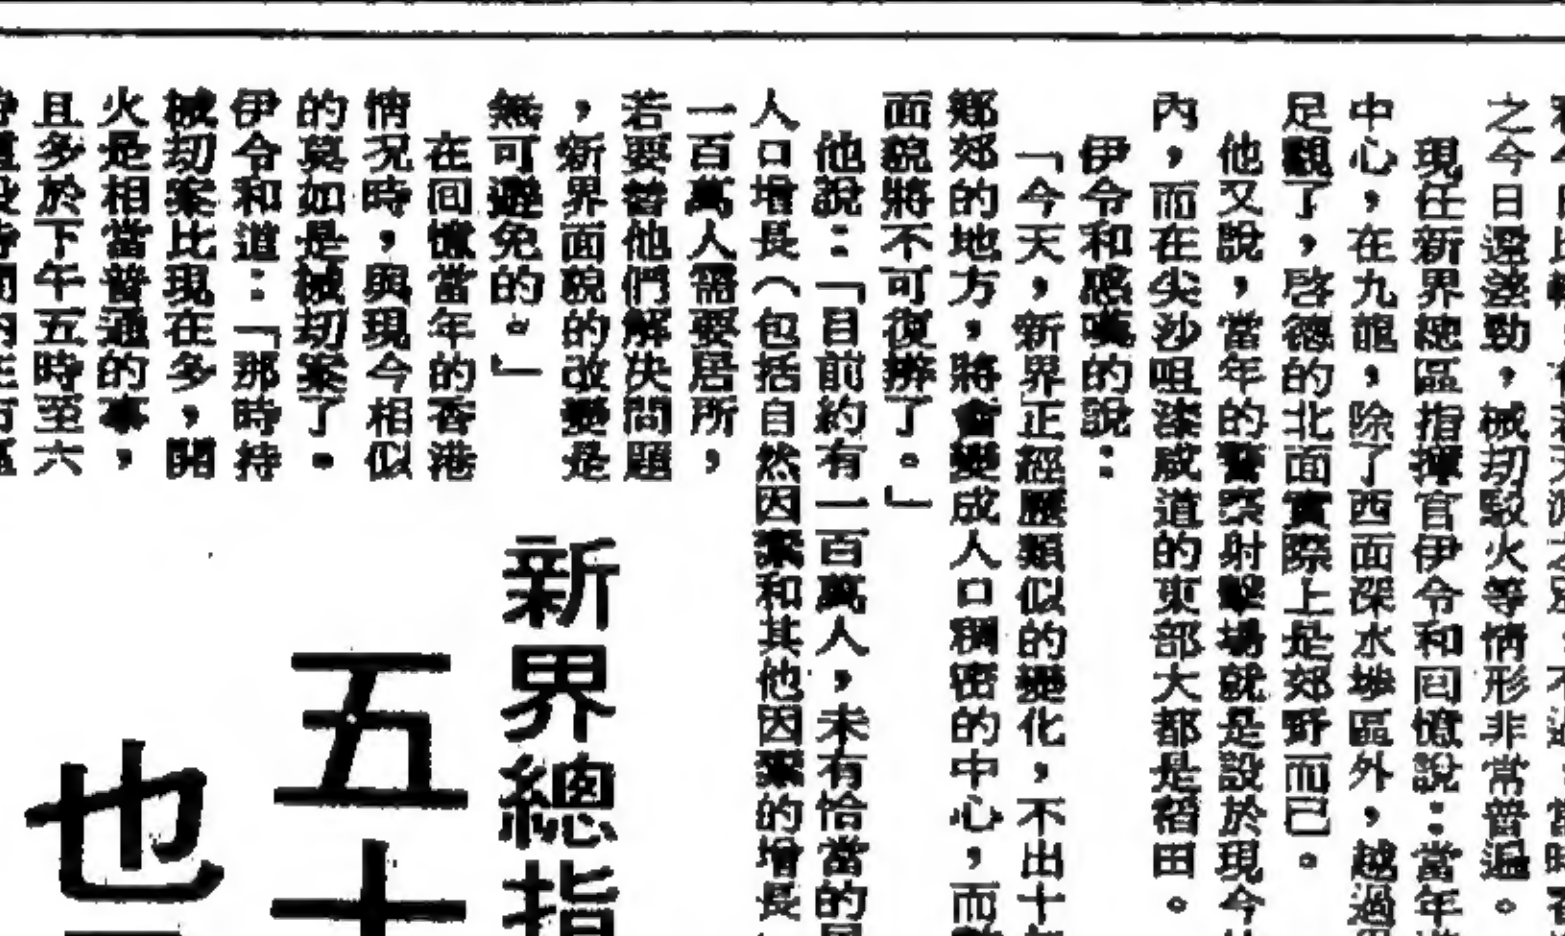 之今日遜遜勁，械刧駁火等情形非常普遍。
現任新界總區指揮官伊令和回憶說：當年
中心，在九龍，除了西面深水埗區外，越過
足觀了，啓德的北面實際上是郊野而已。
他又說，當年的警察射擊場就是設於現今
內，而在尖沙咀漆咸道的東部大都是稻田。
伊令和感嘆的說：
「今天，新界正經歷類似的變化，不出十
鄉郊的地方，將會變成人口稠密的中心，而
面貌將不可復辨了。」
他說：「目前約有一百萬人，未有恰當的
人口增長（包括自然因素和其他因素的增長
一百萬人需要居所，
若要替他們解決問題
，新界面貌的改變是
無可避免的。」
在回憶當年的香港
情况時，與現今相似
的莫如是械刧案了。
伊令和道：「那時持
械刧案比現在多，開
火是相當普通的事，
且多於下午五時至六
新界總指
五十
也